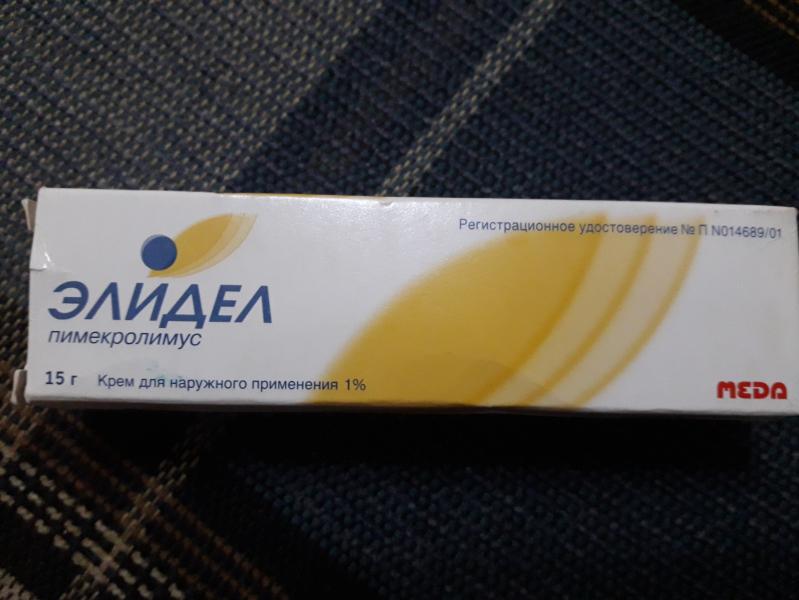 Регистрационное удостоверение № П N014689/01
ЭЛИДЕЛ
пимекролимус
15 г Крем для наружного применения 1%
MEDA